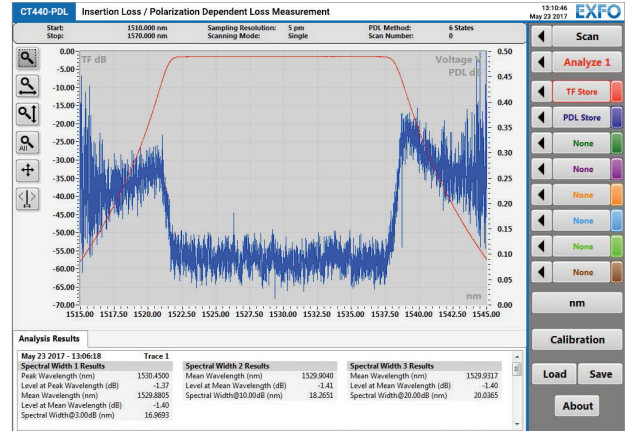 CT440-PDL Insertion Loss / Polarization Dependent Loss Measurement
13:10:46
May 23 2017
EXFO
Start: 1510.000 nm Sampling Resolution: 5 pm PDL Method: 6 States
Stop: 1570.000 nm Scanning Mode: Single Scan Number: 0
TF dB
Voltage V
PDL dB
0.00
-5.00
-10.00
-15.00
-20.00
-25.00
-30.00
-35.00
-40.00
-45.00
-50.00
-55.00
-60.00
-65.00
-70.00
0.50
0.45
0.40
0.35
0.30
0.25
0.20
0.15
0.10
0.05
0.00
nm
1515.00 1517.50 1520.00 1522.50 1525.00 1527.50 1530.00 1532.50 1535.00 1537.50 1540.00 1542.50 1545.00
All
Scan
Analyze 1
TF Store
PDL Store
None
None
None
None
None
None
nm
Calibration
Load Save
About
Analysis Results
May 23 2017 - 13:06:18 Trace 1
Spectral Width 1 Results
Peak Wavelength (nm) 1530.4500
Level at Peak Wavelength (dB) -1.37
Mean Wavelength (nm) 1529.8805
Level at Mean Wavelength (dB) -1.40
Spectral Width@3.00dB (nm) 16.9693
Spectral Width 2 Results
Mean Wavelength (nm) 1529.9040
Level at Mean Wavelength (dB) -1.41
Spectral Width@10.00dB (nm) 18.2651
Spectral Width 3 Results
Mean Wavelength (nm) 1529.9317
Level at Mean Wavelength (dB) -1.40
Spectral Width@20.00dB (nm) 20.0365